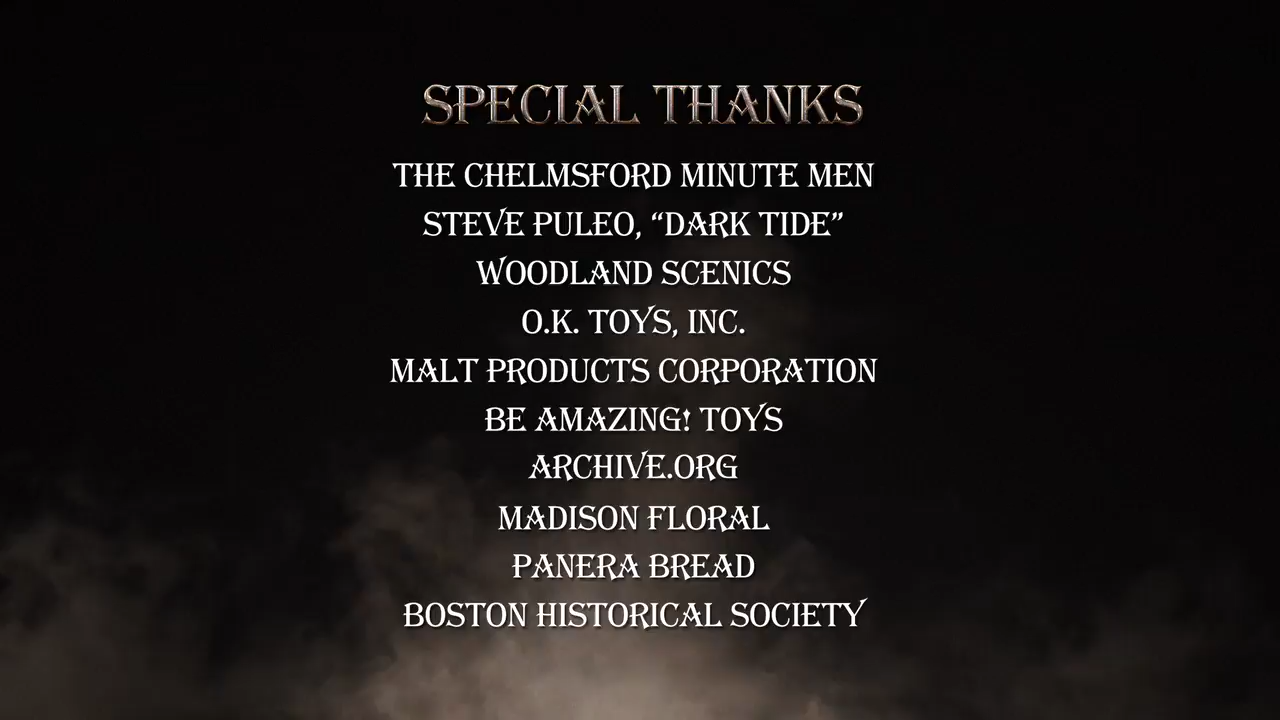 SPECIAL THANKS
THE CHELMSFORD MINUTE MEN
STEVE PULEO, “DARK TIDE”
WOODLAND SCENICS
O.K. TOYS, INC.
MALT PRODUCTS CORPORATION
BE AMAZING! TOYS
ARCHIVE.ORG
MADISON FLORAL
PANERA BREAD
BOSTON HISTORICAL SOCIETY